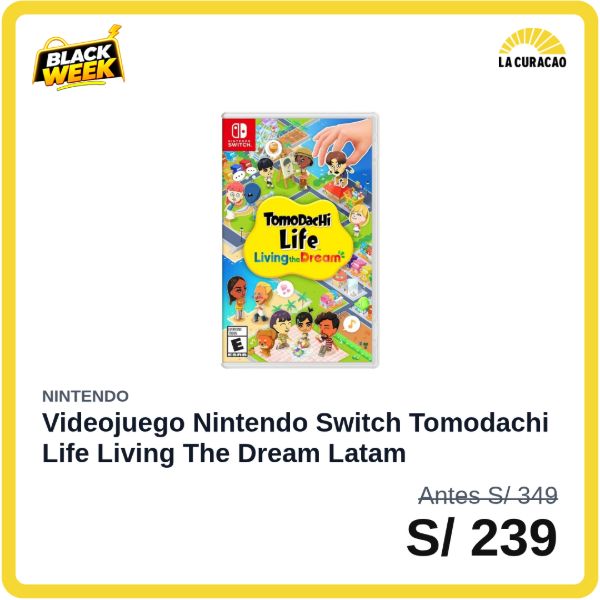 BLACK
WEEK
LA CURACAO
NINTENDO
SWITCH
TOMODACHI
Life
Living the Dream
E
NINTENDO
Videojuego Nintendo Switch Tomodachi
Life Living The Dream Latam
Antes S/ 349
S/ 239